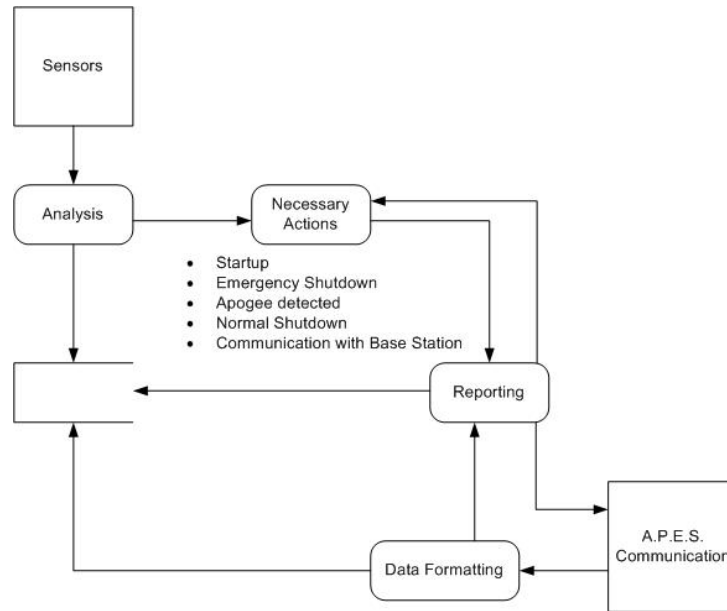 Sensors
Analysis
Necessary
Actions
• Startup
• Emergency Shutdown
• Apogee detected
• Normal Shutdown
• Communication with Base Station
Reporting
A.P.E.S.
Communication
Data Formatting